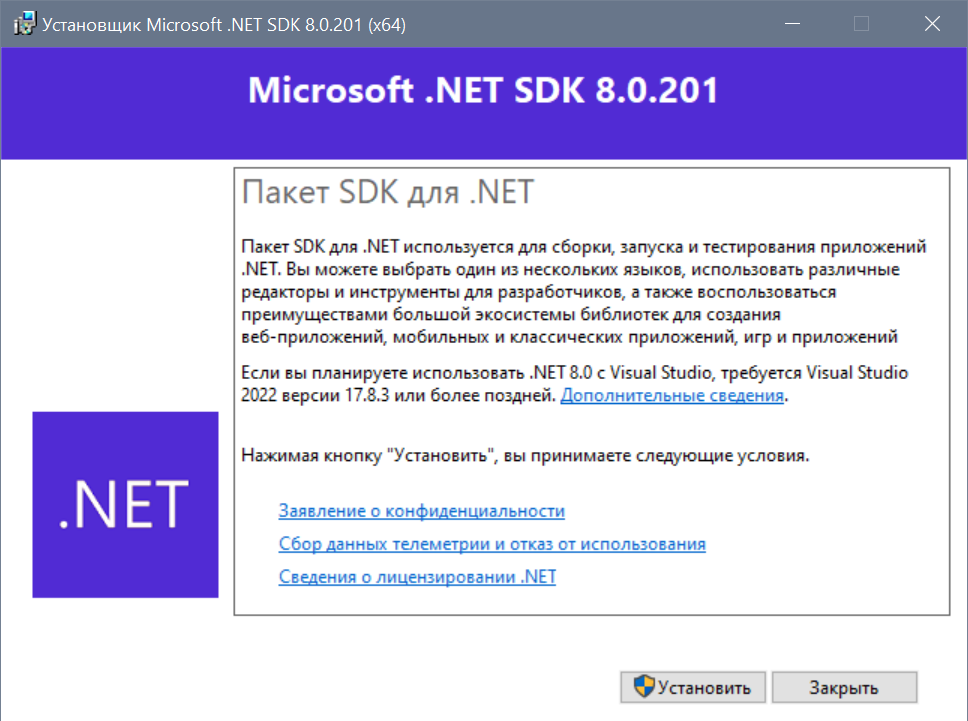 Установщик Microsoft .NET SDK 8.0.201 (x64)
Microsoft .NET SDK 8.0.201
Пакет SDK для .NET
Пакет SDK для .NET используется для сборки, запуска и тестирования приложений
.NET. Вы можете выбрать один из нескольких языков, использовать различные
редакторы и инструменты для разработчиков, а также воспользоваться
преимуществами большой экосистемы библиотек для создания
веб-приложений, мобильных и классических приложений, игр и приложений
Если вы планируете использовать .NET 8.0 с Visual Studio, требуется Visual Studio
2022 версии 17.8.3 или более поздней. Дополнительные сведения.
Нажимая кнопку "Установить", вы принимаете следующие условия.
Заявление о конфиденциальности
Сбор данных телеметрии и отказ от использования
Сведения о лицензировании .NET
.NET
Установить
Закрыть